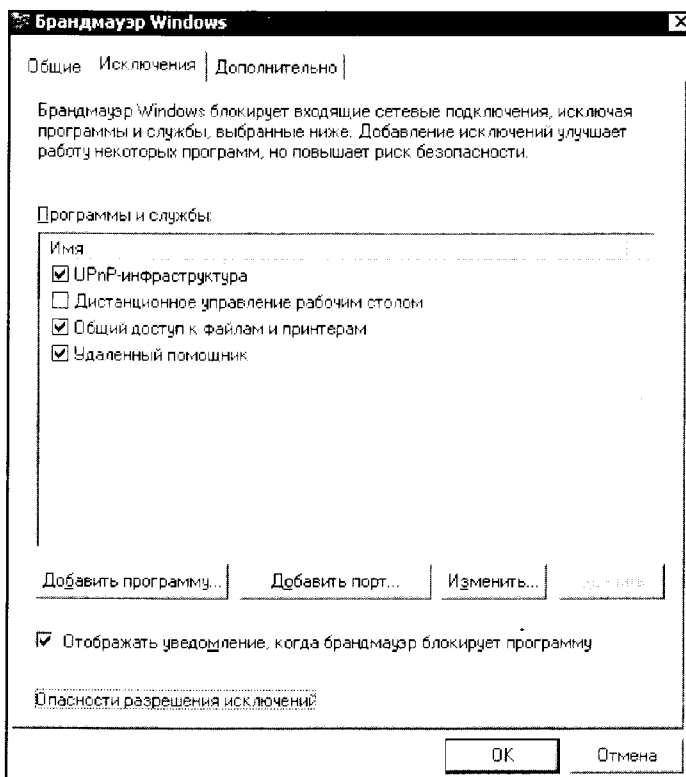 Брандмауэр Windows
Общие Исключения Дополнительно
Брандмауэр Windows блокирует входящие сетевые подключения, исключая
программы и службы, выбранные ниже. Добавление исключений улучшает
работу некоторых программ, но повышает риск безопасности.
Программы и службы:
Имя
UPnP-инфраструктура
Дистанционное управление рабочим столом
Общий доступ к файлам и принтерам
Удаленный помощник
Добавить программу... Добавить порт... Изменить...
Отображать уведомление, когда брандмауэр блокирует программу
Опасности разрешения исключений
OK Отмена